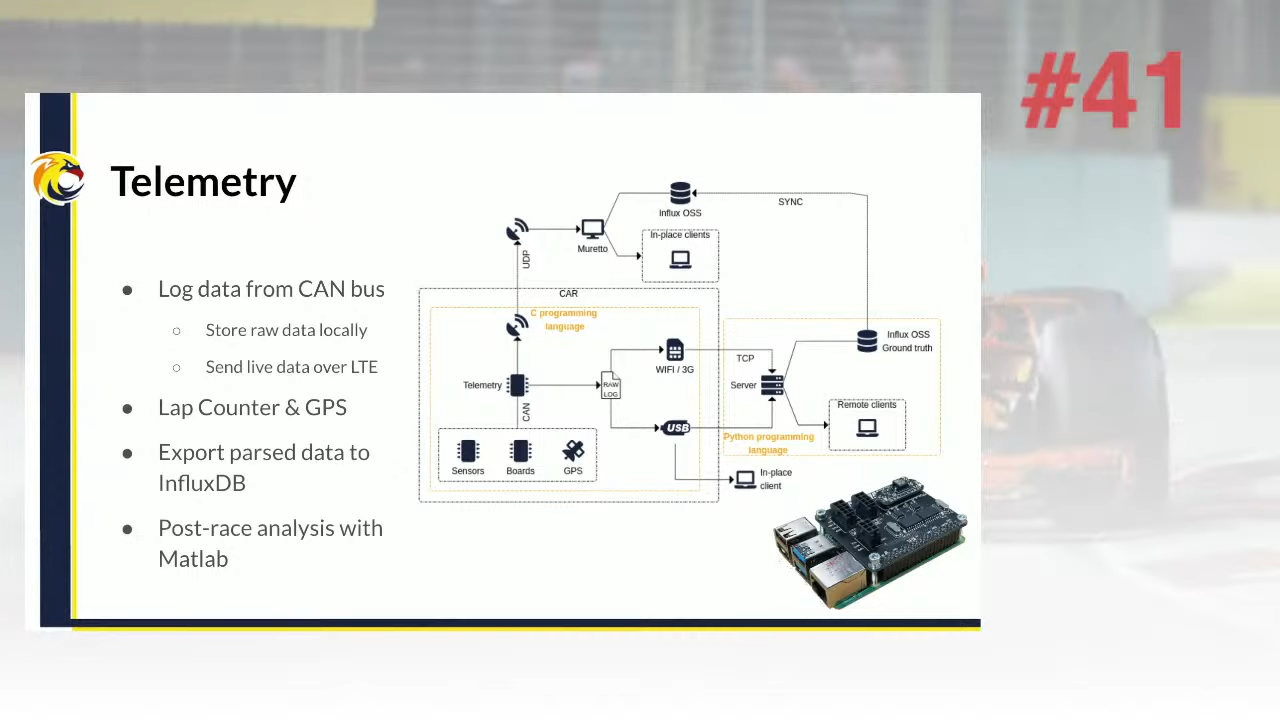 #41
Telemetry
Log data from CAN bus
Store raw data locally
Send live data over LTE
Lap Counter & GPS
Export parsed data to
InfluxDB
Post-race analysis with
Matlab
Influx OSS
SYNC
In-place clients
Muretto
UDP
CAR
C programming
language
Influx OSS
Ground truth
TCP
WIFI / 3G
Telemetry
RAW
LOG
Server
CAN
Remote clients
USB
Python programming
language
Sensors
Boards
GPS
In-place
client